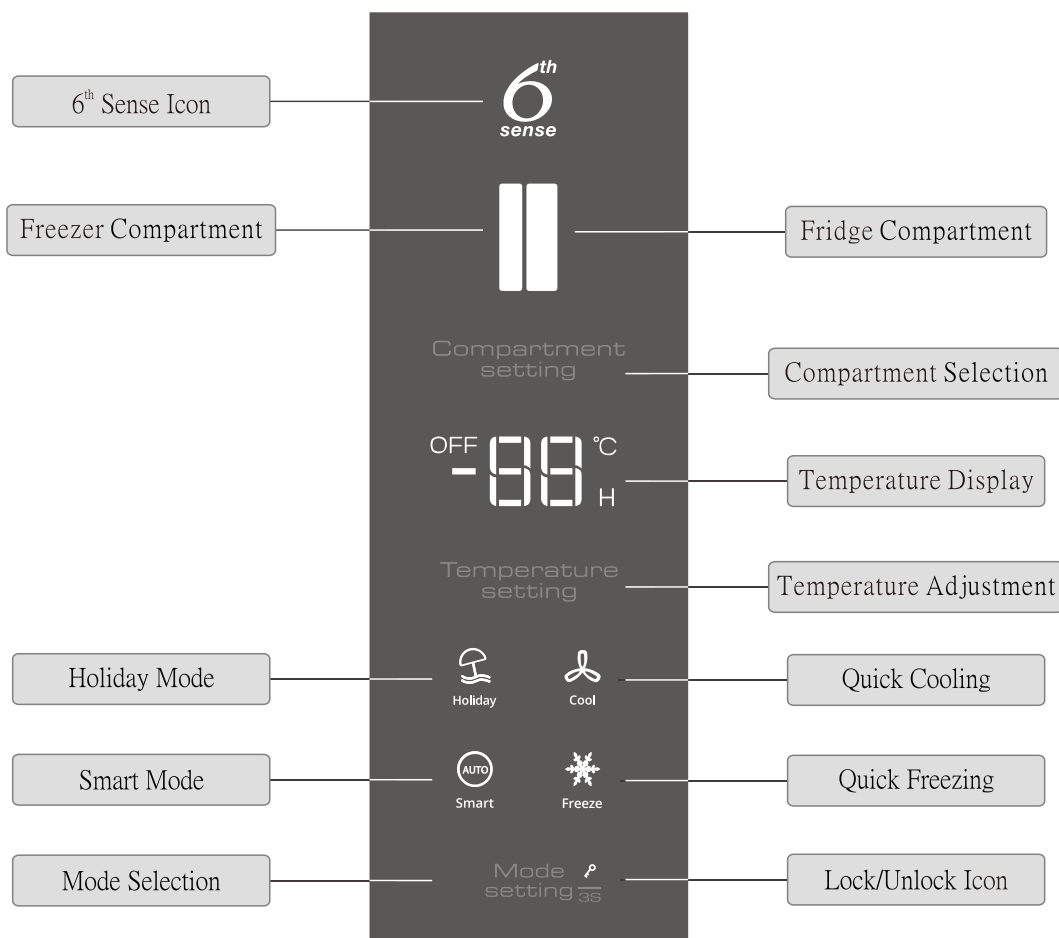 6th
sense
6th Sense Icon
Freezer Compartment
Fridge Compartment
Compartment
setting
Compartment Selection
OFF
-88
°C
H
Temperature Display
Temperature
setting
Temperature Adjustment
Holiday Mode
Holiday
Cool
Quick Cooling
Smart Mode
AUTO
Smart
Freeze
Quick Freezing
Mode Selection
Mode
setting
3S
Lock/Unlock Icon